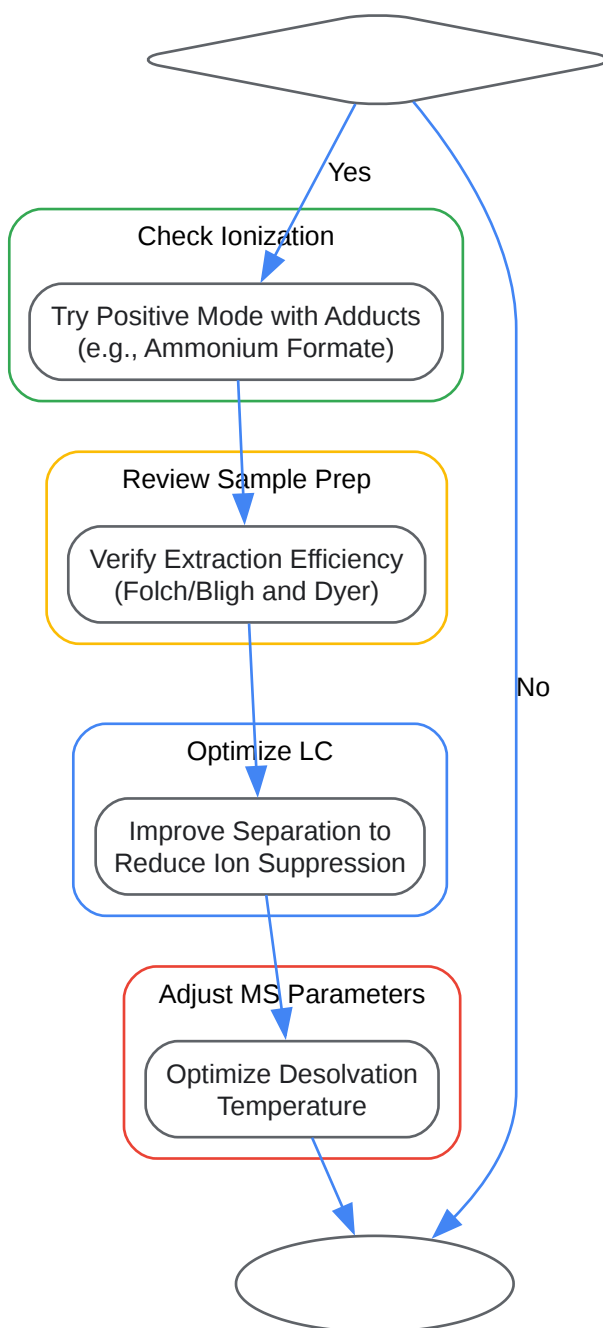 Yes
Check Ionization
Try Positive Mode with Adducts
(e.g., Ammonium Formate)
Review Sample Prep
Verify Extraction Efficiency
(Folch/Bligh and Dyer)
No
Optimize LC
Improve Separation to
Reduce Ion Suppression
Adjust MS Parameters
Optimize Desolvation
Temperature